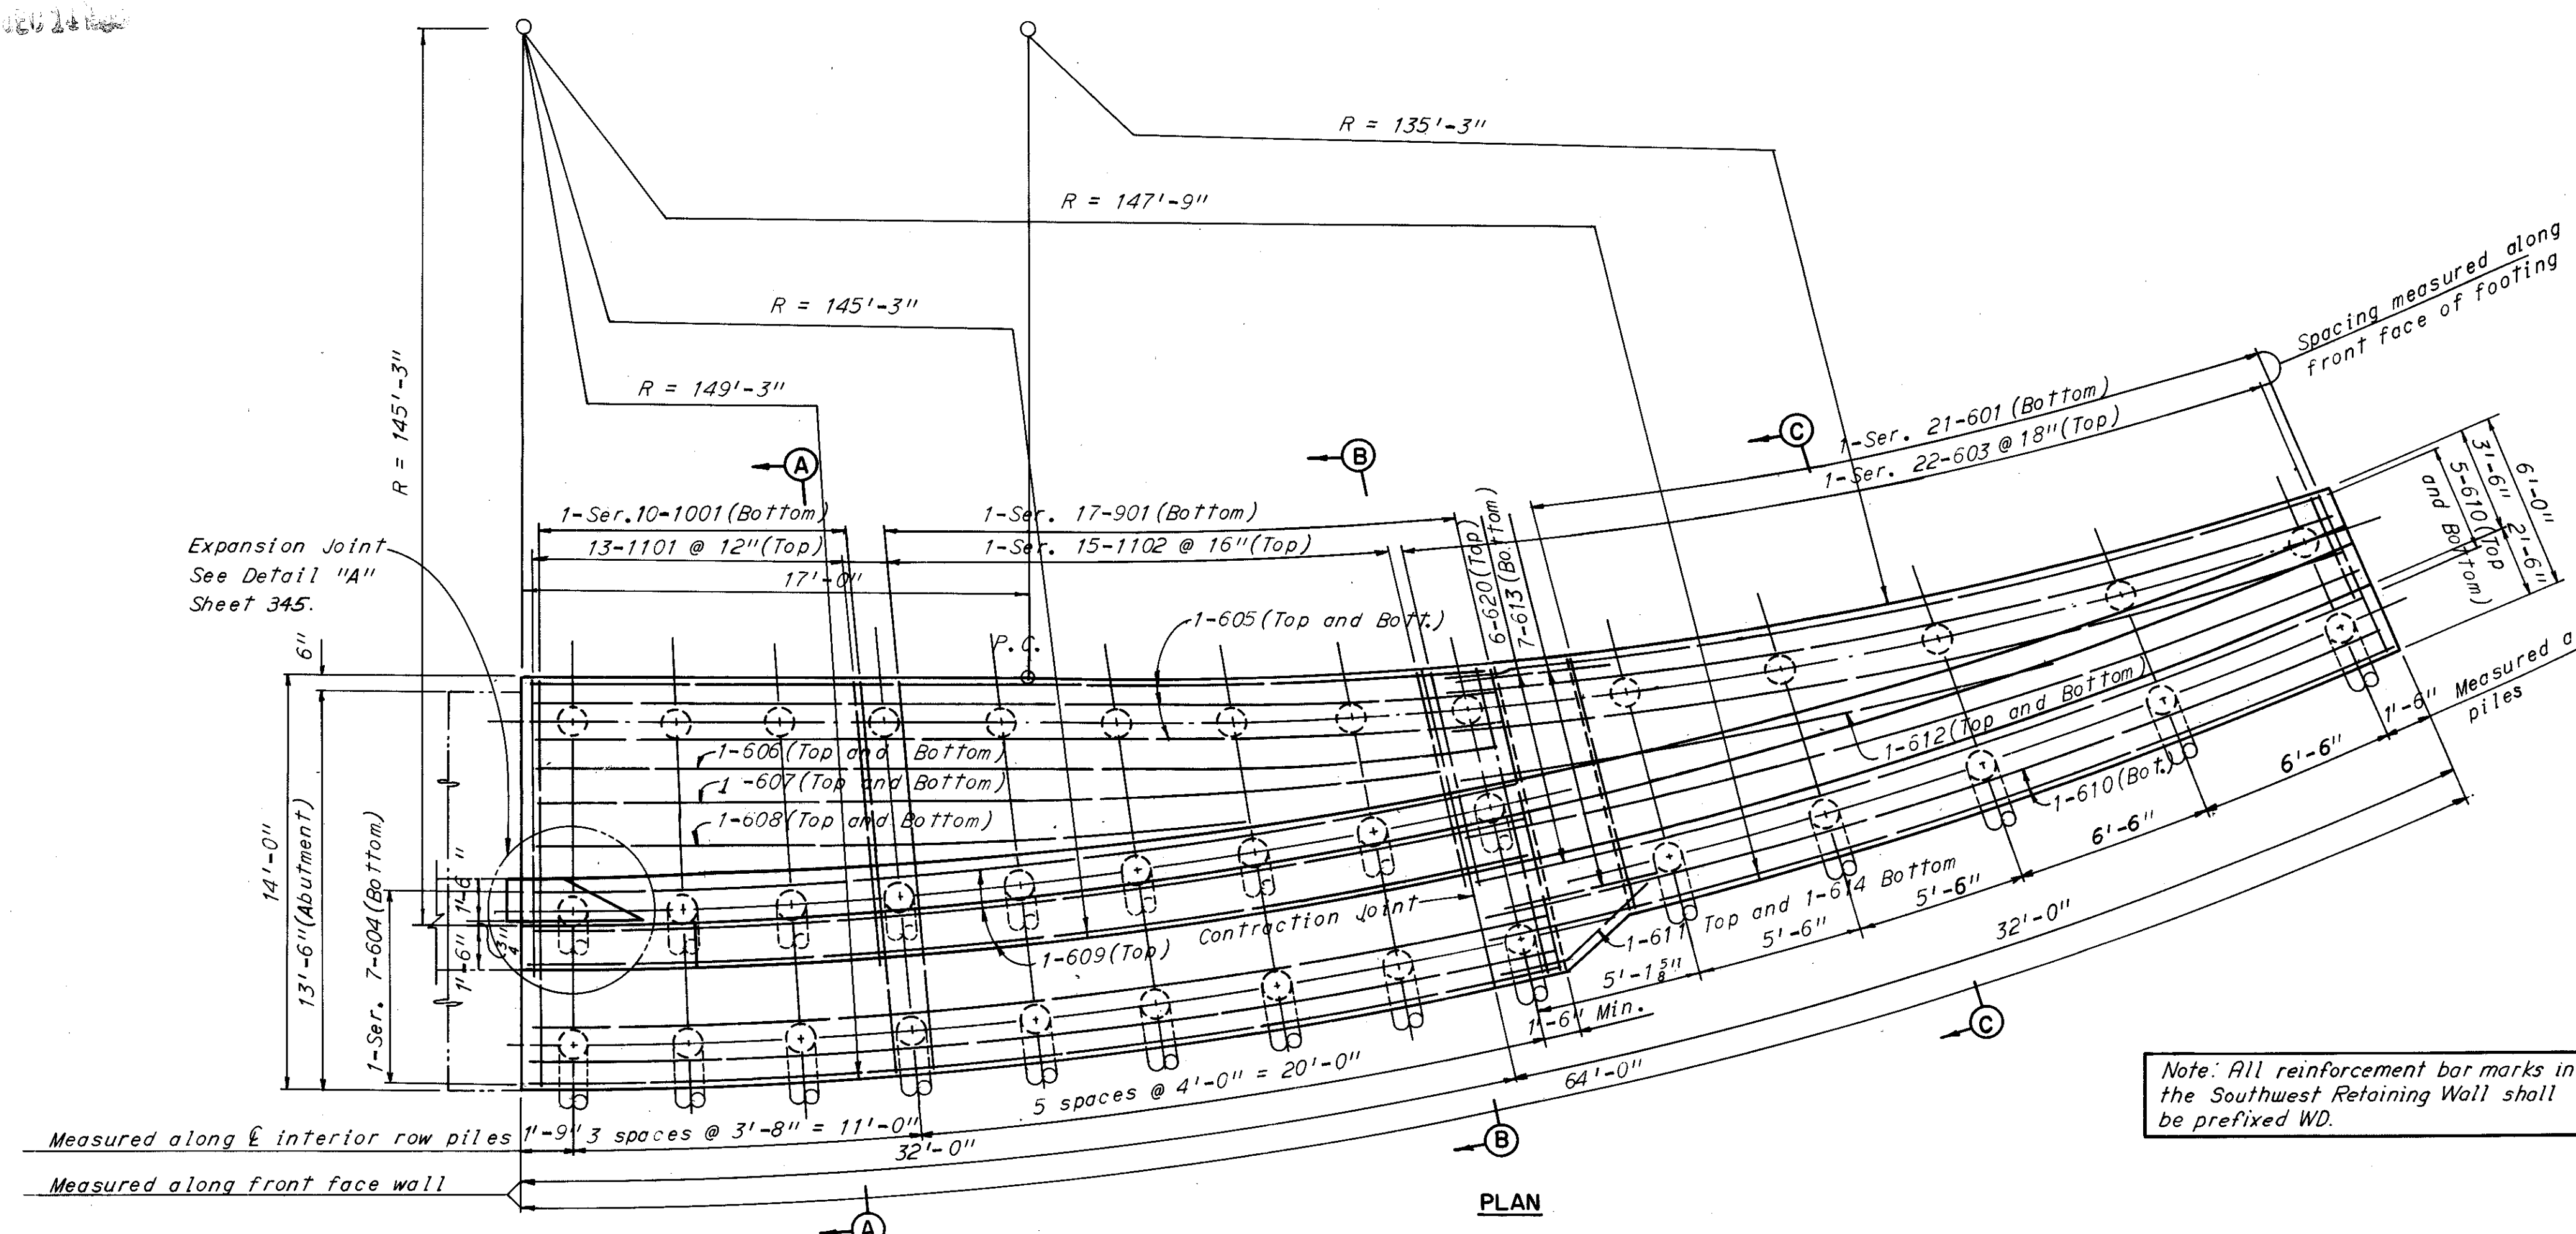 R = 135'-3"
R = 147'-9"
R = 145'-3"
R = 149'-3"
R = 145'-3"
Spacing measured along
front face of footing
C
1-Ser. 21-601 (Bottom)
1-Ser. 22-603 @ 18" (Top)
A
B
1-Ser. 10-1001 (Bottom)
1-Ser. 17-901 (Bottom)
13-1101 @ 12" (Top)
1-Ser. 15-1102 @ 16" (Top)
17'-0"
6-620 (Top)
7-613 (Bottom)
6'-0"
3'-6"
2'-6"
5-610 (Top
and Bottom)
Expansion Joint
See Detail "A"
Sheet 345.
6"
P.C.
1-605 (Top and Bott.)
1-606 (Top and Bottom)
1-607 (Top and Bottom)
1-608 (Top and Bottom)
1-612 (Top and Bottom)
1'-6" Measured a
piles
1-610 (Bot.)
6'-6"
6'-6"
14'-0"
13'-6" (Abutment)
1-Ser. 7-604 (Bottom)
1'-6"
1'-6"
1-609 (Top)
Contraction Joint
1-611 Top and 1-614 Bottom
5'-6"
5'-6"
5'-1 5/8"
1'-6" Min.
32'-0"
64'-0"
C
5 spaces @ 4'-0" = 20'-0"
Measured along ℄ interior row piles
1'-9"
3 spaces @ 3'-8" = 11'-0"
32'-0"
Measured along front face wall
B
A
PLAN
Note: All reinforcement bar marks in
the Southwest Retaining Wall shall
be prefixed WD.